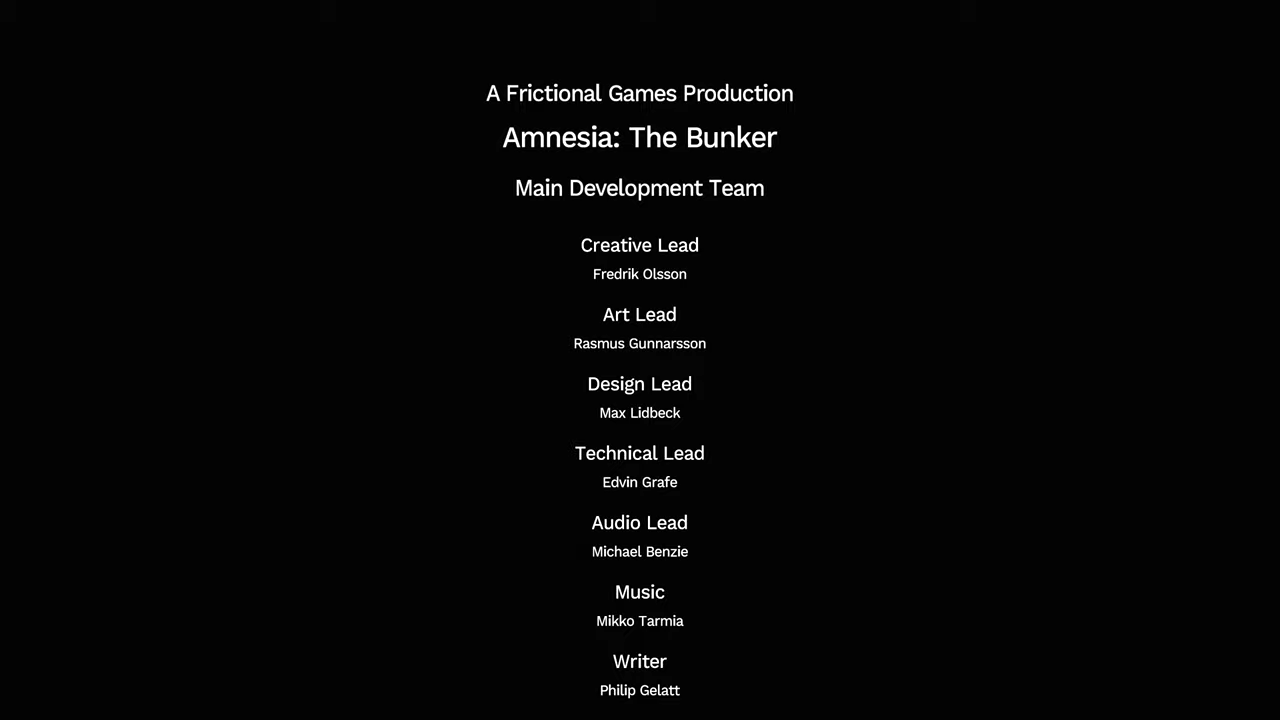 A Frictional Games Production
Amnesia: The Bunker
Main Development Team
Creative Lead
Fredrik Olsson
Art Lead
Rasmus Gunnarsson
Design Lead
Max Lidbeck
Technical Lead
Edvin Grafe
Audio Lead
Michael Benzie
Music
Mikko Tarmia
Writer
Philip Gelatt